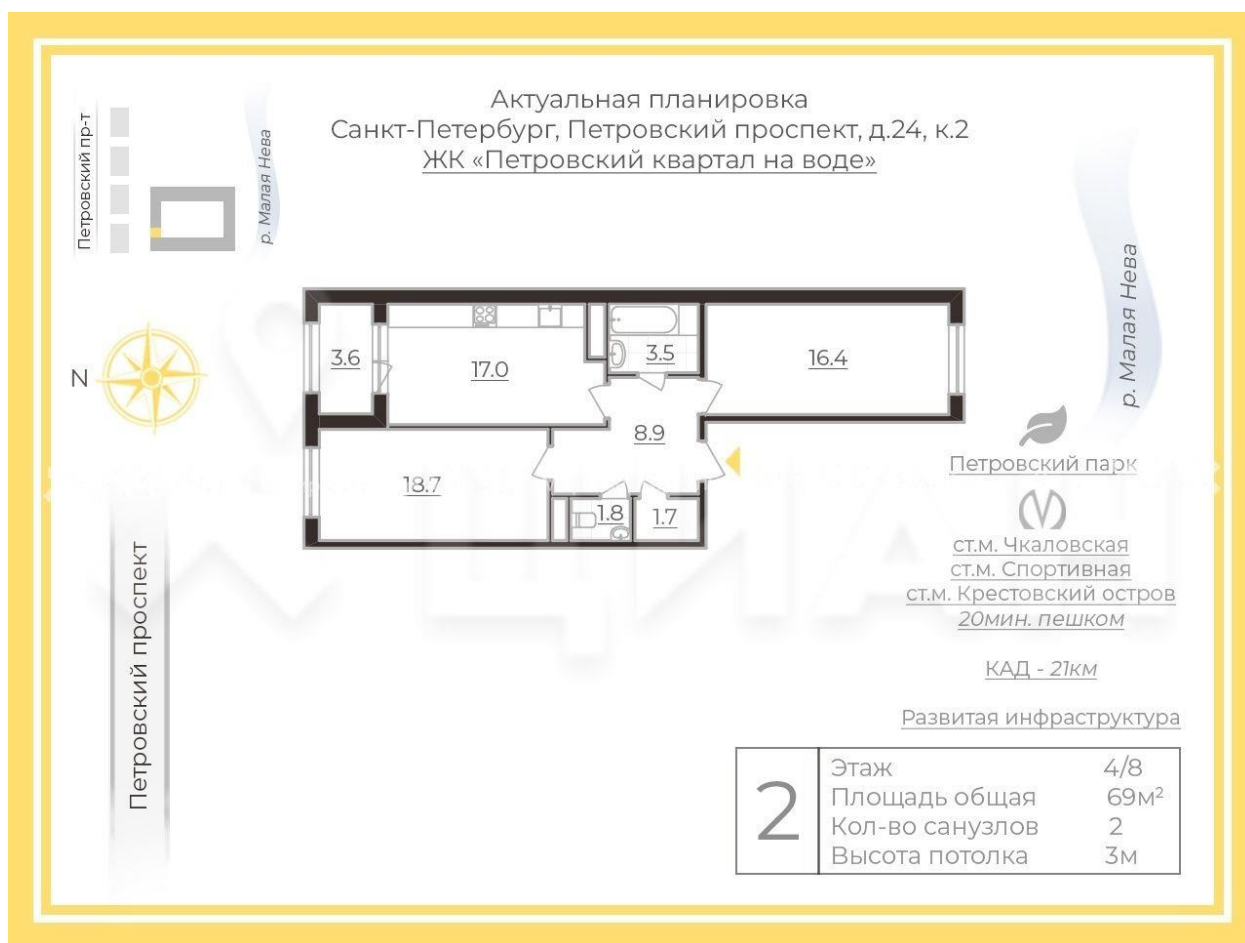 Актуальная планировка
Санкт-Петербург, Петровский проспект, д.24, к.2
ЖК «Петровский квартал на воде»
Петровский пр-т
р. Малая Нева
р. Малая Нева
N
3.6
17.0
3.5
16.4
8.9
18.7
1.8
1.7
Петровский парк
ст.м. Чкаловская
ст.м. Спортивная
ст.м. Крестовский остров
20мин. пешком
КАД - 21км
Развитая инфраструктура
Петровский проспект
2
Этаж 4/8
Площадь общая 69м²
Кол-во санузлов 2
Высота потолка 3м
ЦИАН